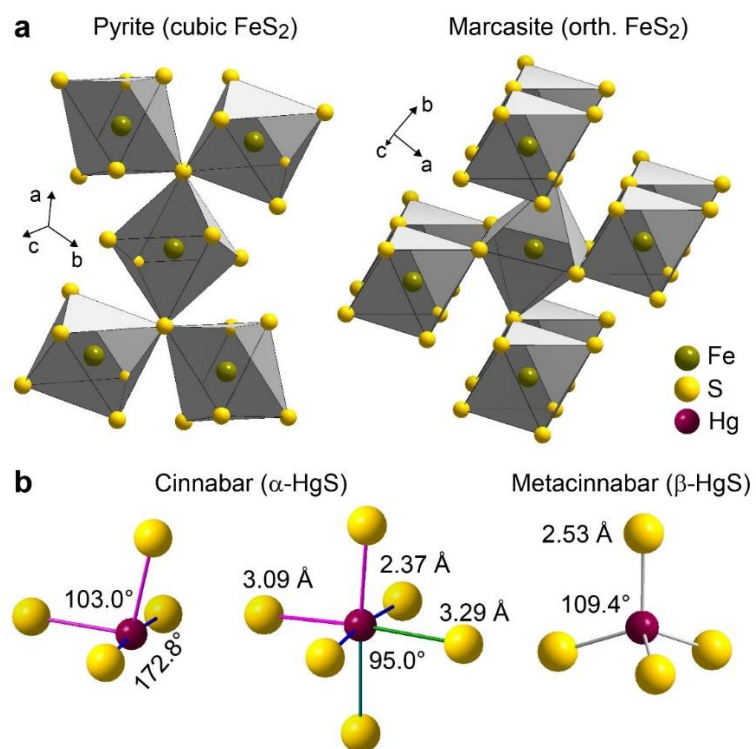 a
Pyrite (cubic FeS₂)
Marcasite (orth. FeS₂)
a
c
b
b
c
a
Fe
S
Hg
b
Cinnabar (α-HgS)
Metacinnabar (β-HgS)
103.0°
172.8°
3.09 Å
2.37 Å
3.29 Å
95.0°
2.53 Å
109.4°